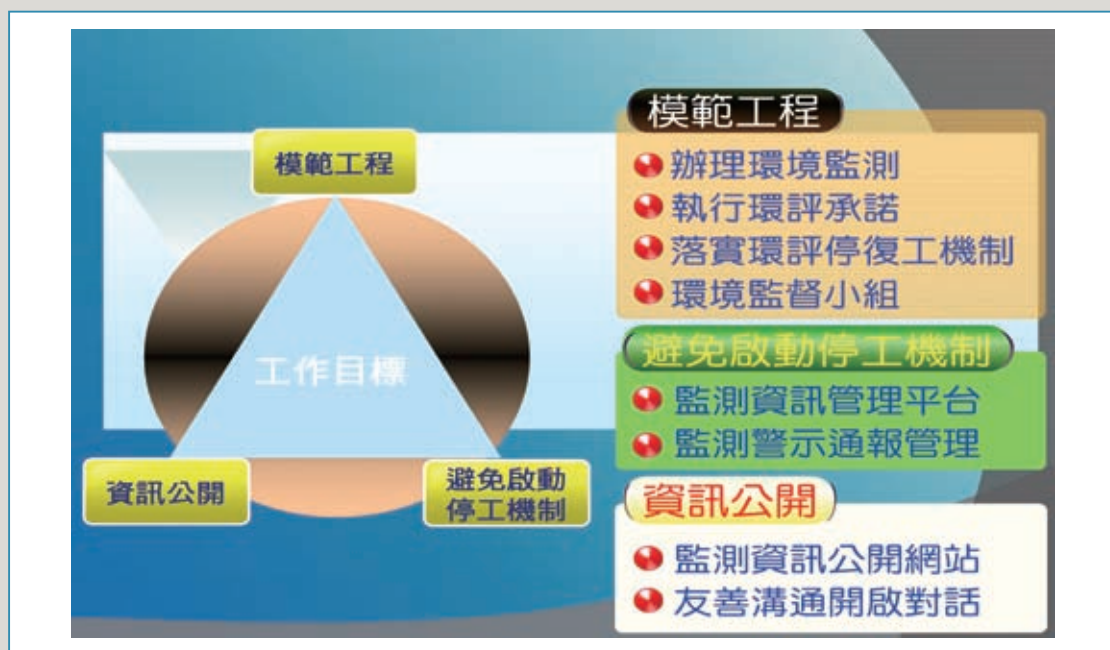 模範工程
工作目標
資訊公開
避免啟動
停工機制
模範工程
辦理環境監測
執行環評承諾
落實環評停復工機制
環境監督小組
避免啟動停工機制
監測資訊管理平台
監測警示通報管理
資訊公開
監測資訊公開網站
友善溝通開啟對話